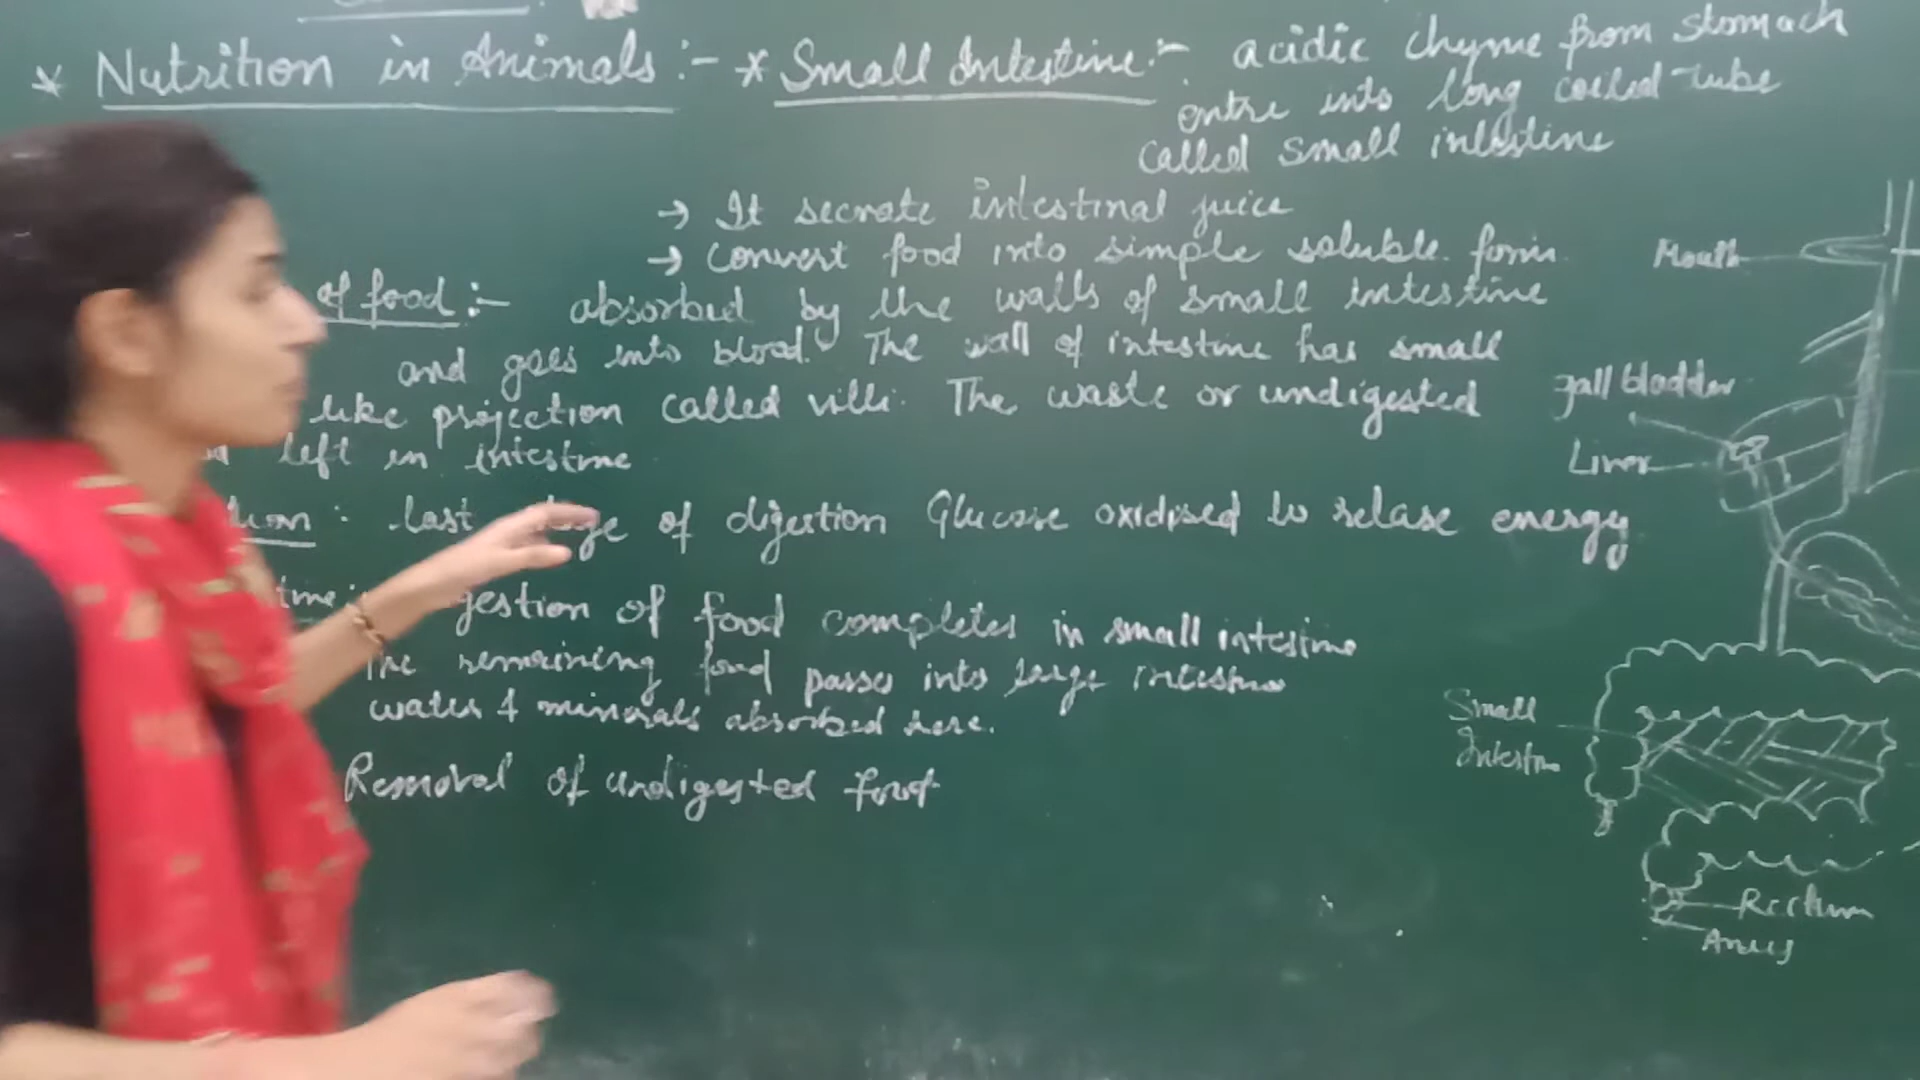 * Nutrition in Animals :- * Small Intestine :- acidic chyme from stomach
entre into long coiled tube
called small intestine
→ It secrate intestinal juice
→ convert food into simple soluble form
of food :- absorbed by the walls of small intestine
and goes into blood. The wall of intestine has small
like projection called villi. The waste or undigested
left in intestine
last of digestion Glucose oxidised to relase energy
gestion of food completes in small intestine
The remaining food passes into large intestine
water & minerals absorbed here.
Removal of undigested food
Mouth
gall bladder
Liver
Small
Intestin
Rectum
Anus